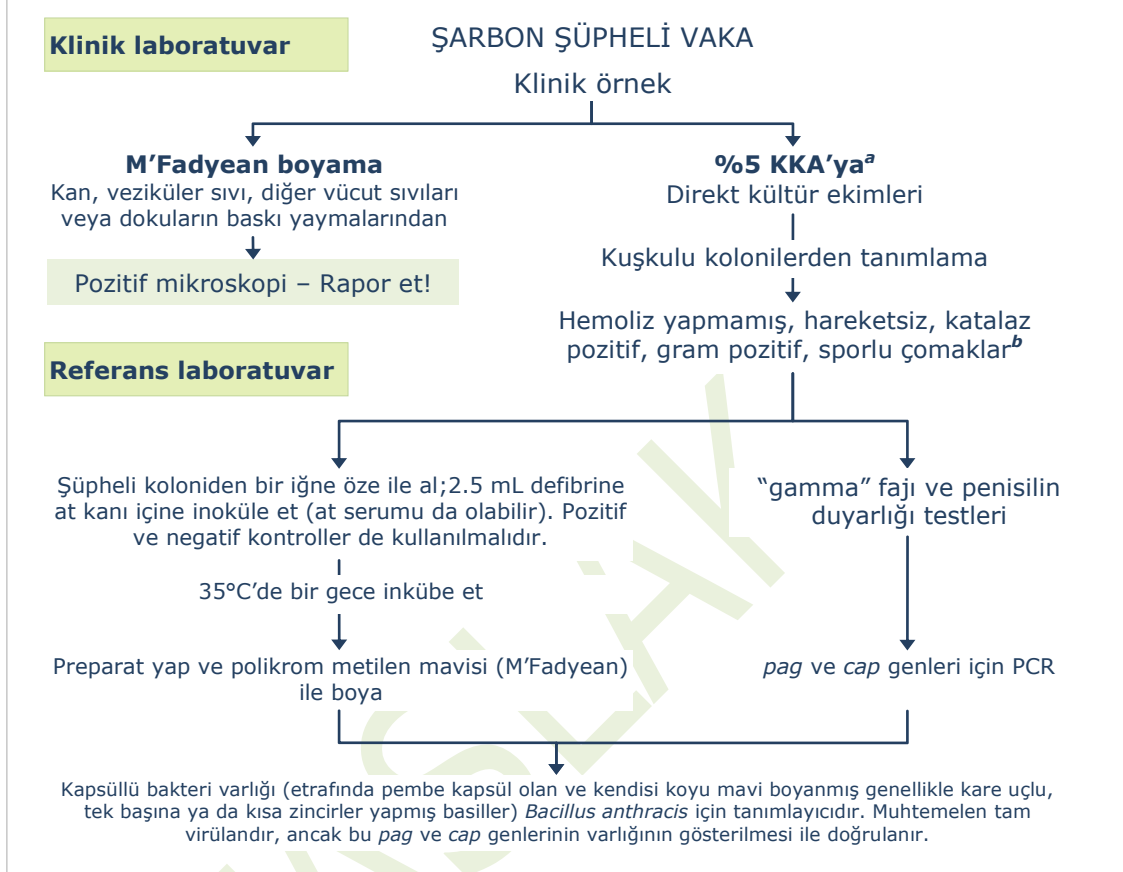 Klinik laboratuvar
ŞARBON ŞÜPHELİ VAKA
Klinik örnek
M’Fadyean boyama
Kan, veziküler sıvı, diğer vücut sıvıları
veya dokuların baskı yaymalarından
Pozitif mikroskopi – Rapor et!
%5 KKA’ya a
Direkt kültür ekimleri
Kuşkulu kolonilerden tanımlama
Hemoliz yapmamış, hareketsiz, katalaz
pozitif, gram pozitif, sporlu çomaklar b
Referans laboratuvar
Şüpheli koloniden bir iğne öze ile al;2.5 mL defibrine
at kanı içine inoküle et (at serumu da olabilir). Pozitif
ve negatif kontroller de kullanılmalıdır.
35°C’de bir gece inkübe et
Preparat yap ve polikrom metilen mavisi (M’Fadyean)
ile boya
“gamma” fajı ve penisilin
duyarlığı testleri
pag ve cap genleri için PCR
Kapsüllü bakteri varlığı (etrafında pembe kapsül olan ve kendisi koyu mavi boyanmış genellikle kare uçlu,
tek başına ya da kısa zincirler yapmış basiller) Bacillus anthracis için tanımlayıcıdır. Muhtemelen tam
virülandır, ancak bu pag ve cap genlerinin varlığının gösterilmesi ile doğrulanır.